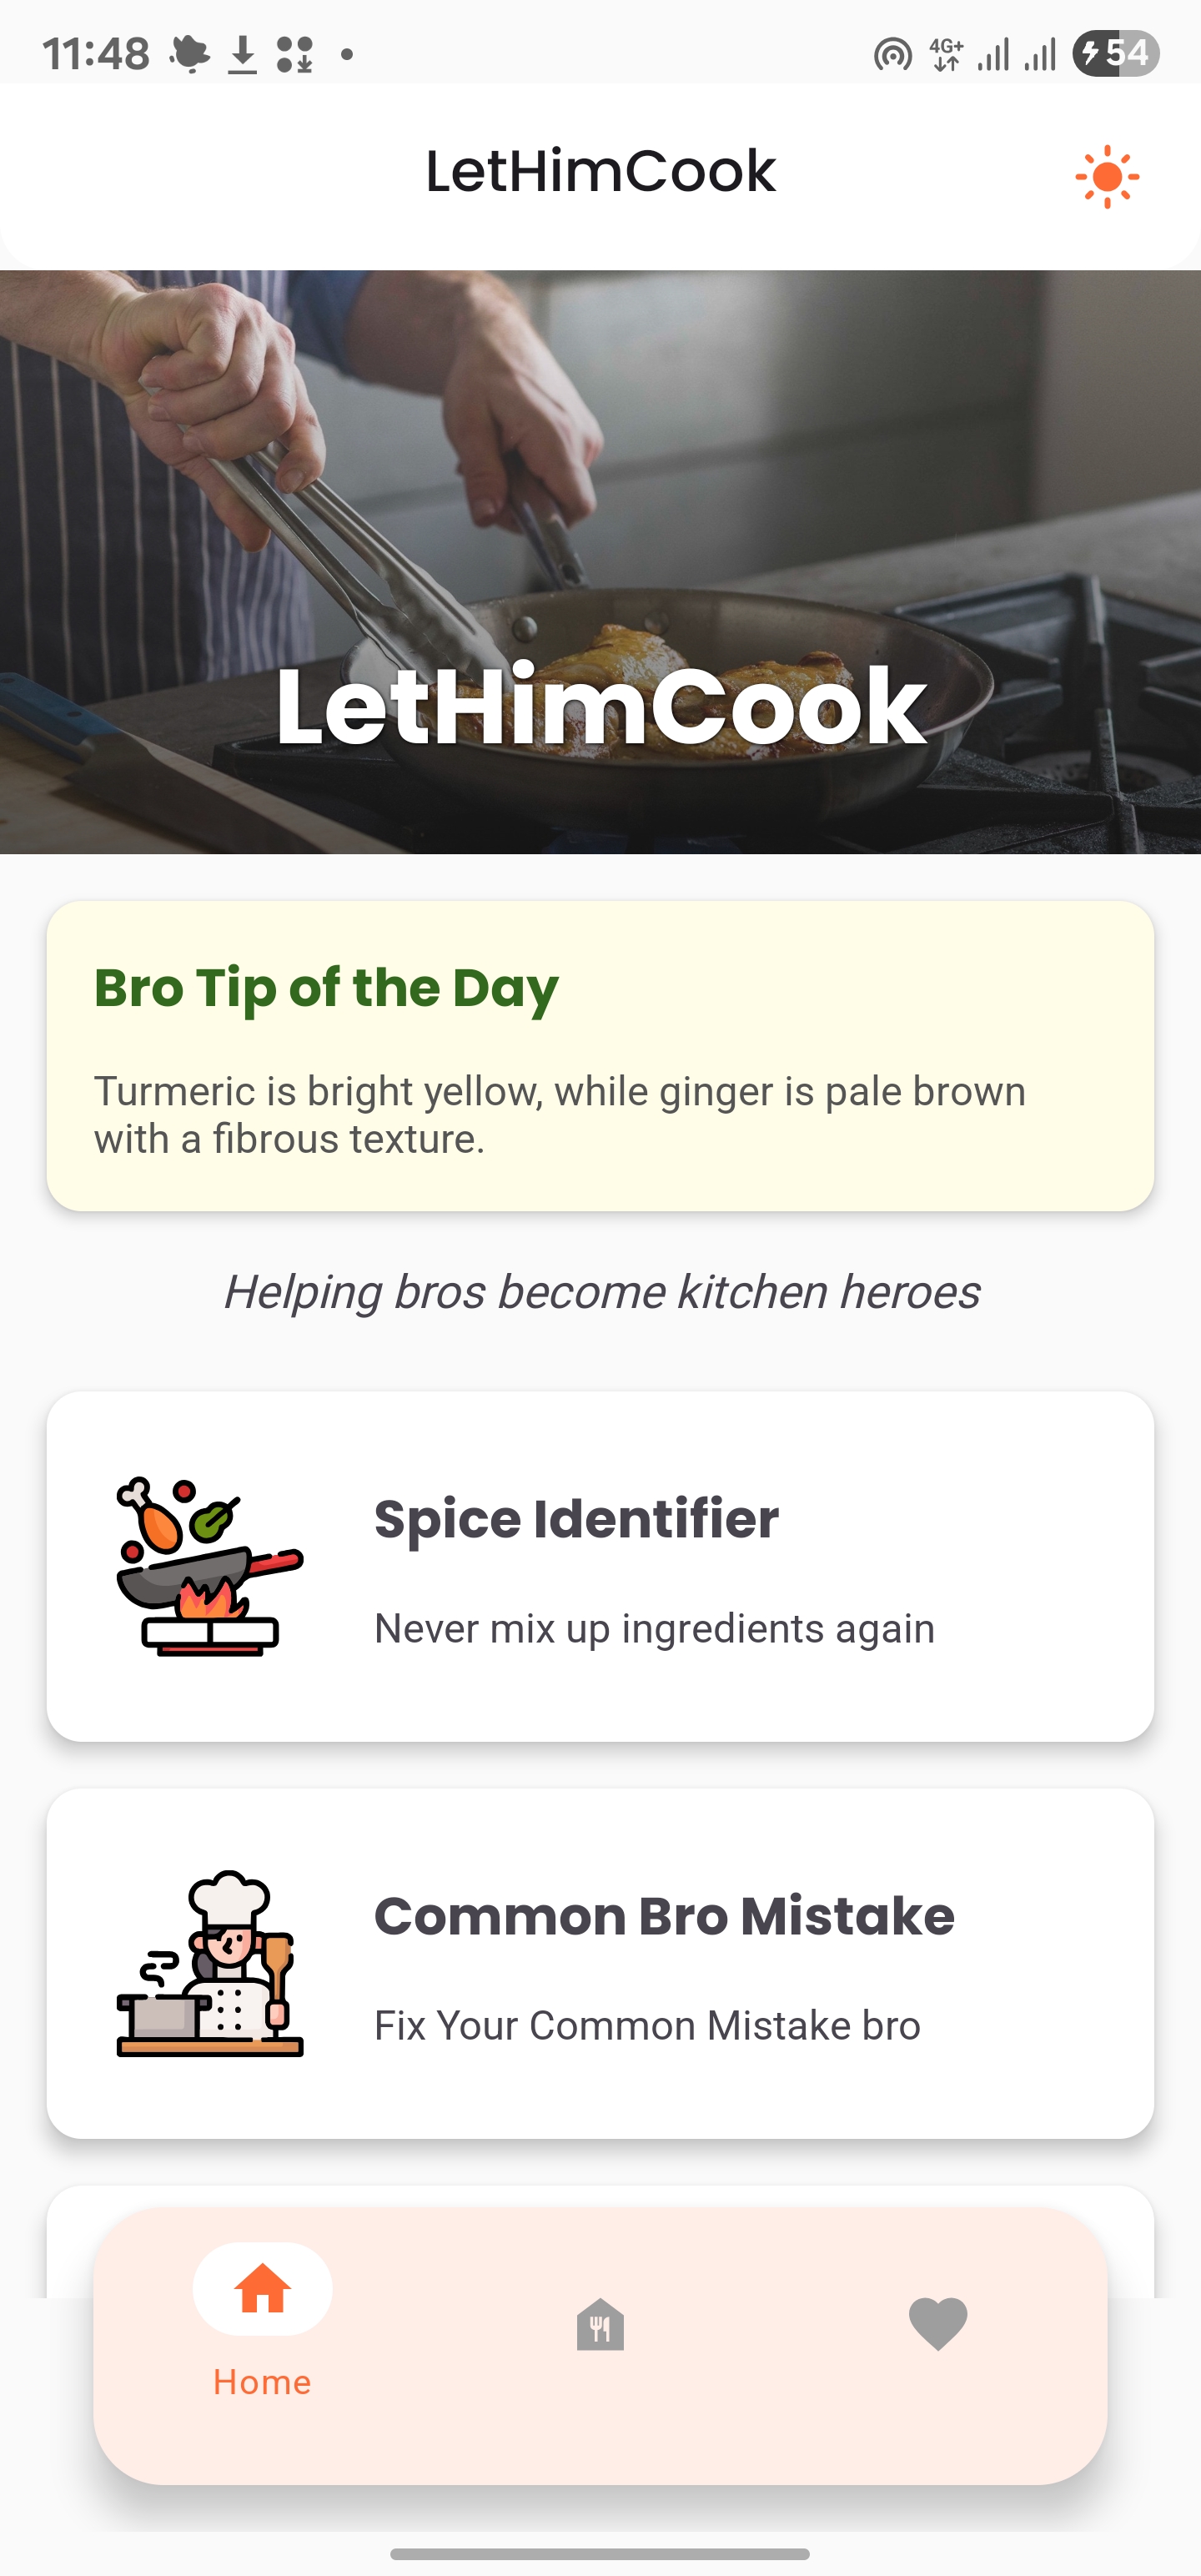 11:48
4G+
54
LetHimCook
LetHimCook
Bro Tip of the Day
Turmeric is bright yellow, while ginger is pale brown
with a fibrous texture.
Helping bros become kitchen heroes
Spice Identifier
Never mix up ingredients again
Common Bro Mistake
Fix Your Common Mistake bro
Home